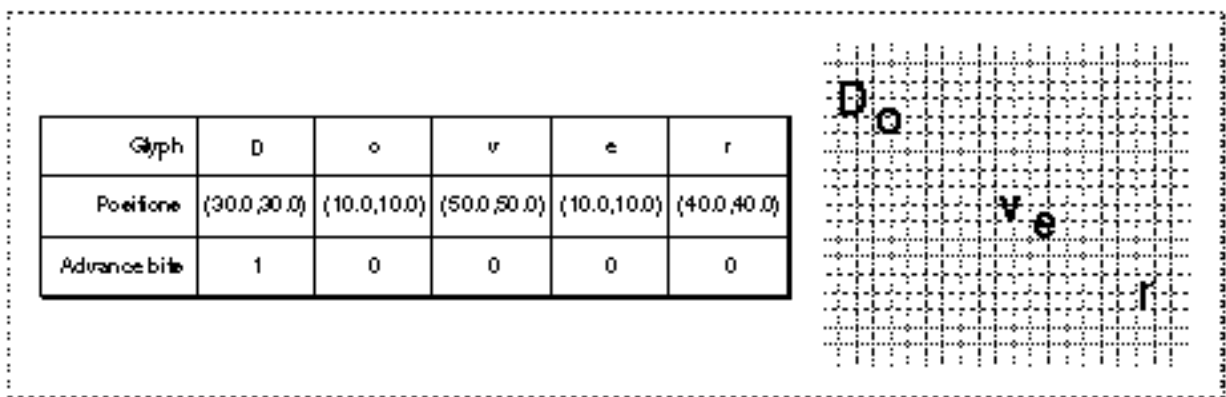 Glyph D o v e r
Positions (30.0,30.0) (10.0,10.0) (50.0,50.0) (10.0,10.0) (40.0,40.0)
Advance bits 1 0 0 0 0
D
o
v
e
r